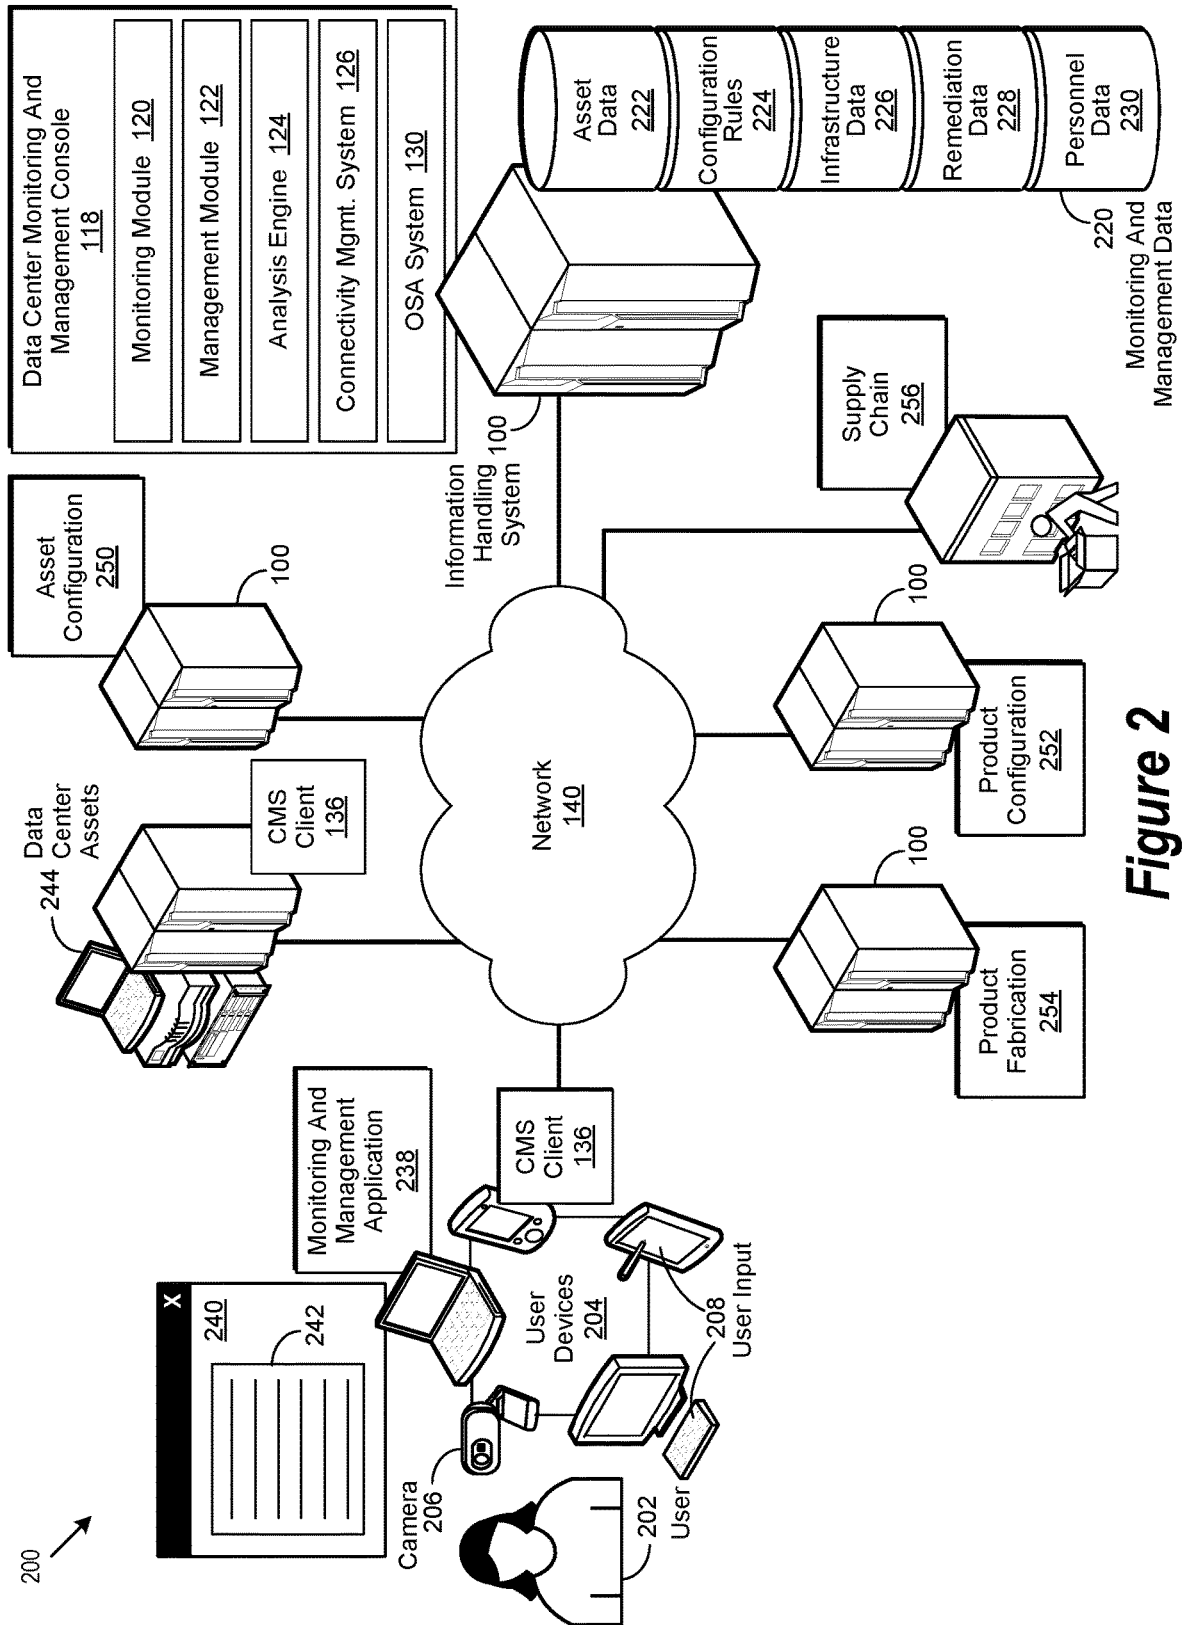 200
X
240
242
Monitoring And
Management
Application
238
Camera
206
User
Devices
204
208
User Input
202
User
CMS
Client
136
244
Data
Center
Assets
CMS
Client
136
Asset
Configuration
250
100
Network
140
Data Center Monitoring And
Management Console
118
Monitoring Module 120
Management Module 122
Analysis Engine 124
Connectivity Mgmt. System 126
OSA System 130
Information
Handling
System
100
Asset
Data
222
Configuration
Rules
224
Infrastructure
Data
226
Remediation
Data
228
Personnel
Data
230
220
Monitoring And
Management Data
Supply
Chain
256
100
Product
Configuration
252
100
Product
Fabrication
254
Figure 2